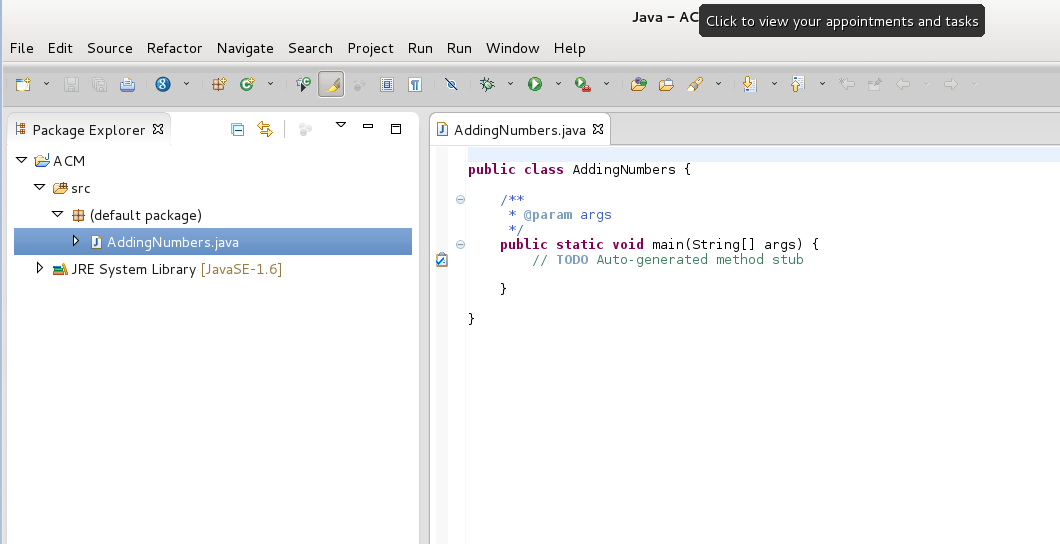 Java - AC
Click to view your appointments and tasks
File Edit Source Refactor Navigate Search Project Run Run Window Help
Package Explorer
AddingNumbers.java
ACM
src
(default package)
AddingNumbers.java
JRE System Library [JavaSE-1.6]
public class AddingNumbers {
/**
* @param args
*/
public static void main(String[] args) {
// TODO Auto-generated method stub
}
}